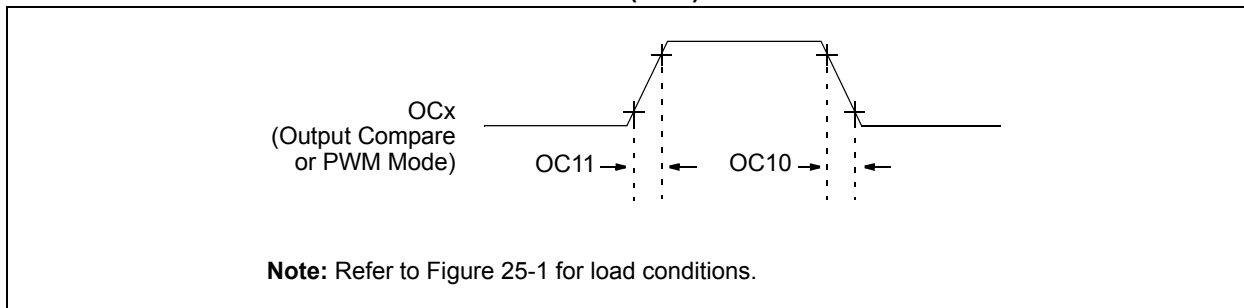 OCx
(Output Compare
or PWM Mode)
OC11
OC10
Note: Refer to Figure 25-1 for load conditions.